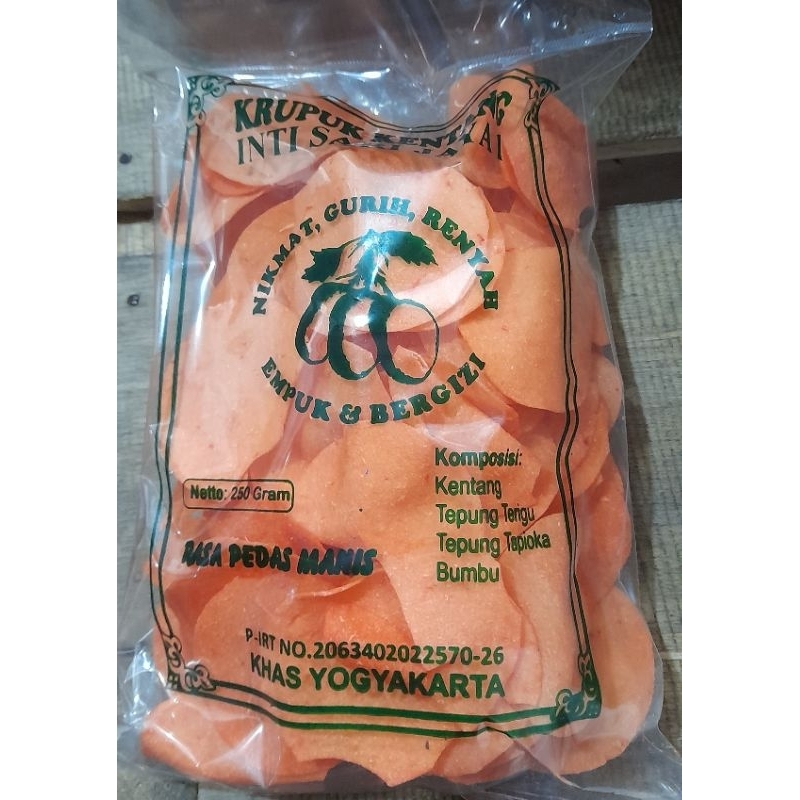 KRUPUK KENTANG
INTI
NIKMAT, GURIH, RENYAH
EMPUK & BERGIZI
Komposisi:
Kentang
Tepung Terigu
Tepung Tapioka
Bumbu
Netto: 250 Gram
RASA PEDAS MANIS
P-IRT NO.2063402022570-26
KHAS YOGYAKARTA